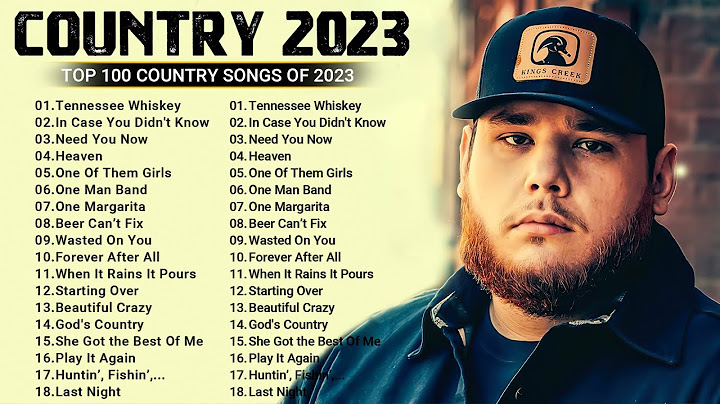 COUNTRY 2023
TOP 100 COUNTRY SONGS OF 2023
01.Tennessee Whiskey
02.In Case You Didn't Know
03.Need You Now
04.Heaven
05.One Of Them Girls
06.One Man Band
07.One Margarita
08.Beer Can’t Fix
09.Wasted On You
10.Forever After All
11.When It Rains It Pours
12.Starting Over
13.Beautiful Crazy
14.God's Country
15.She Got the Best Of Me
16.Play It Again
17.Huntin’, Fishin’,...
18.Last Night
01.Tennessee Whiskey
02.In Case You Didn't Know
03.Need You Now
04.Heaven
05.One Of Them Girls
06.One Man Band
07.One Margarita
08.Beer Can’t Fix
09.Wasted On You
10.Forever After All
11.When It Rains It Pours
12.Starting Over
13.Beautiful Crazy
14.God's Country
15.She Got the Best Of Me
16.Play It Again
17.Huntin’, Fishin’,...
18.Last Night
KINGS CREEK